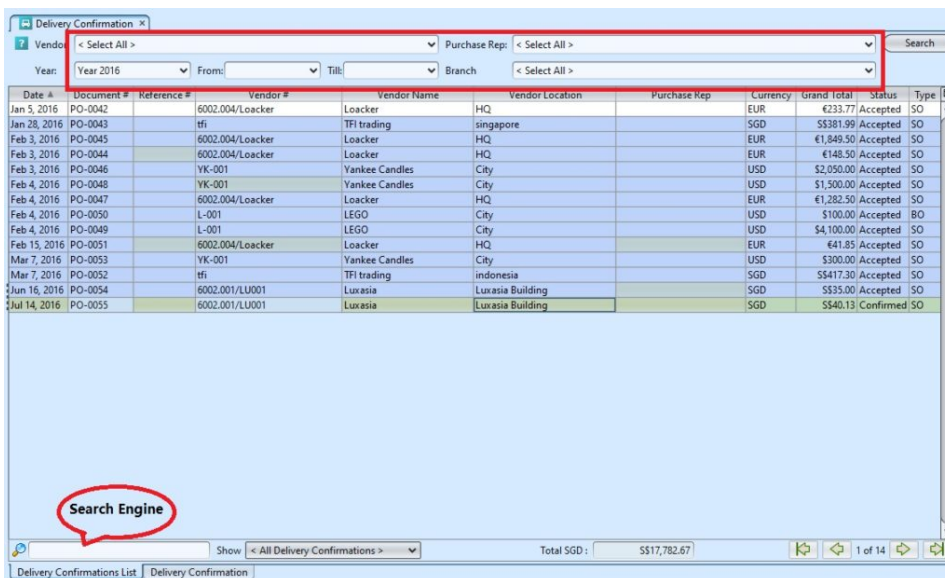 Delivery Confirmation ×
? Vendor < Select All > Purchase Rep: < Select All > Search
Year: Year 2016 From: Till: Branch < Select All >
Date Document # Reference # Vendor # Vendor Name Vendor Location Purchase Rep Currency Grand Total Status Type
Jan 5, 2016 PO-0042 6002.004/Loacker Loacker HQ EUR €233.77 Accepted SO
Jan 28, 2016 PO-0043 tfi TFI trading singapore SGD S$381.99 Accepted SO
Feb 3, 2016 PO-0045 6002.004/Loacker Loacker HQ EUR €1,849.50 Accepted SO
Feb 3, 2016 PO-0044 6002.004/Loacker Loacker HQ EUR €148.50 Accepted SO
Feb 3, 2016 PO-0046 YK-001 Yankee Candles City USD $2,050.00 Accepted SO
Feb 4, 2016 PO-0048 YK-001 Yankee Candles City USD $1,500.00 Accepted SO
Feb 4, 2016 PO-0047 6002.004/Loacker Loacker HQ EUR €1,282.50 Accepted SO
Feb 4, 2016 PO-0050 L-001 LEGO City USD $100.00 Accepted BO
Feb 4, 2016 PO-0049 L-001 LEGO City USD $4,100.00 Accepted SO
Feb 15, 2016 PO-0051 6002.004/Loacker Loacker HQ EUR €41.85 Accepted SO
Mar 7, 2016 PO-0053 YK-001 Yankee Candles City USD $300.00 Accepted SO
Mar 7, 2016 PO-0052 tfi TFI trading indonesia SGD S$417.30 Accepted SO
Jun 16, 2016 PO-0054 6002.001/LU001 Luxasia Luxasia Building SGD S$35.00 Accepted SO
Jul 14, 2016 PO-0055 6002.001/LU001 Luxasia Luxasia Building SGD S$40.13 Confirmed SO
Search Engine
Show < All Delivery Confirmations > Total SGD : S$17,782.67 1 of 14
Delivery Confirmations List Delivery Confirmation